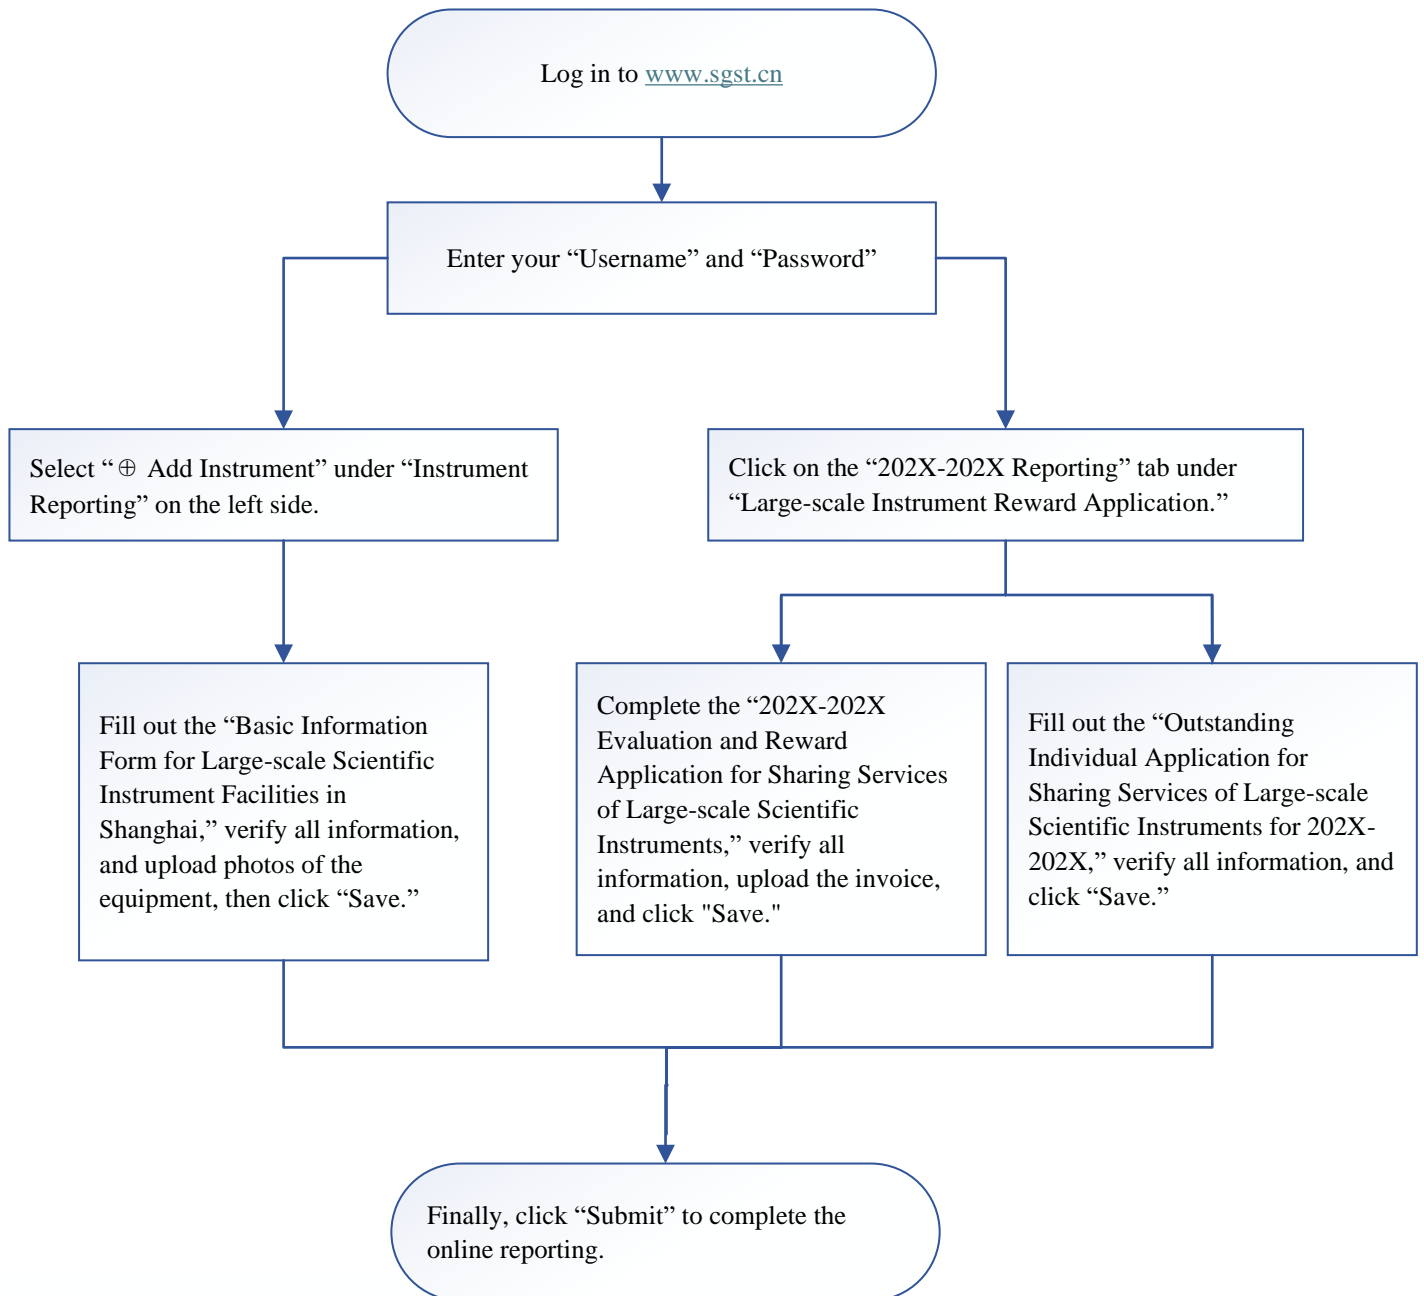 Log in to www.sgst.cn
Enter your “Username” and “Password”
Select “ ⊕ Add Instrument” under “Instrument
Reporting” on the left side.
Click on the “202X-202X Reporting” tab under
“Large-scale Instrument Reward Application.”
Fill out the “Basic Information
Form for Large-scale Scientific
Instrument Facilities in
Shanghai,” verify all information,
and upload photos of the
equipment, then click “Save.”
Complete the “202X-202X
Evaluation and Reward
Application for Sharing Services
of Large-scale Scientific
Instruments,” verify all
information, upload the invoice,
and click "Save."
Fill out the “Outstanding
Individual Application for
Sharing Services of Large-scale
Scientific Instruments for 202X-
202X,” verify all information, and
click “Save.”
Finally, click “Submit” to complete the
online reporting.